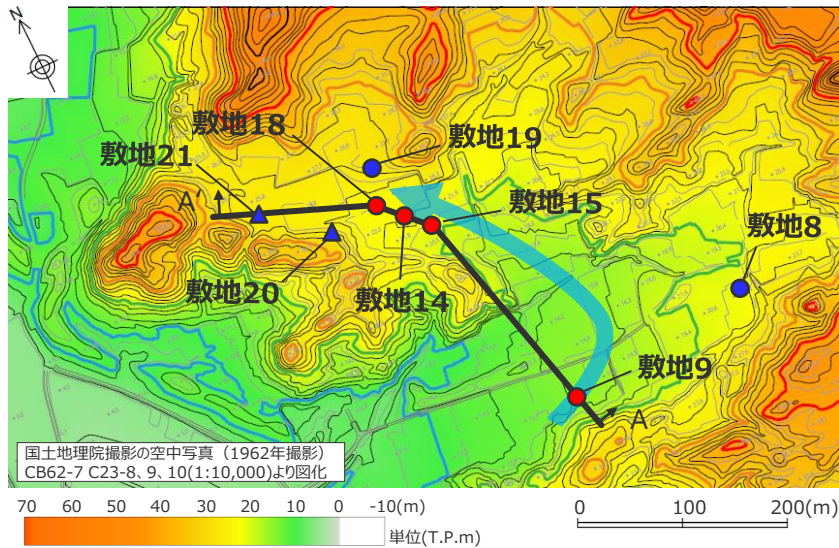 N
敷地18
敷地19
敷地21
A'
敷地15
敷地8
敷地20
敷地14
敷地9
A
国土地理院撮影の空中写真（1962年撮影）
CB62-7 C23-8、9、10(1:10,000)より図化
70 60 50 40 30 20 10 0 -10(m)
単位(T.P.m)
0 100 200(m)